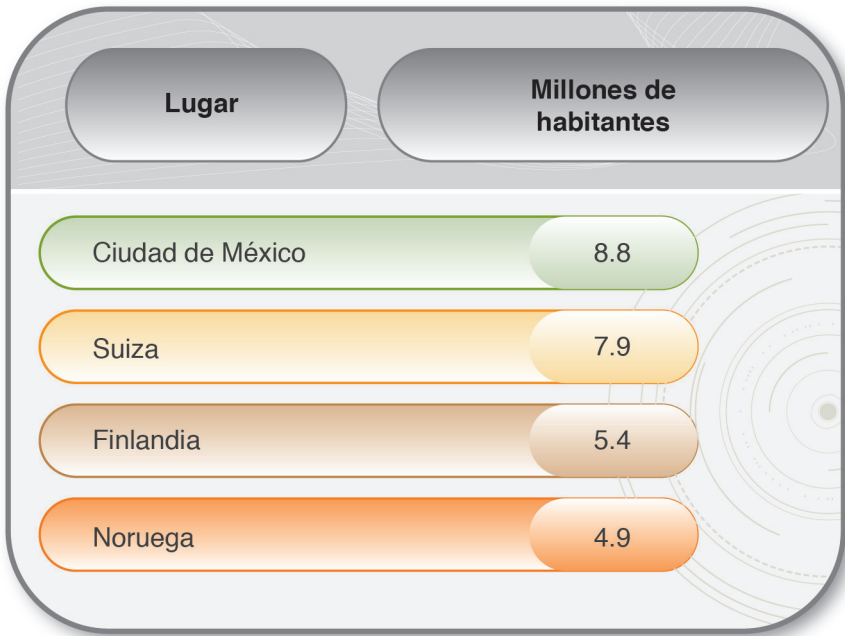 Lugar
Millones de
habitantes
Ciudad de México 8.8
Suiza 7.9
Finlandia 5.4
Noruega 4.9